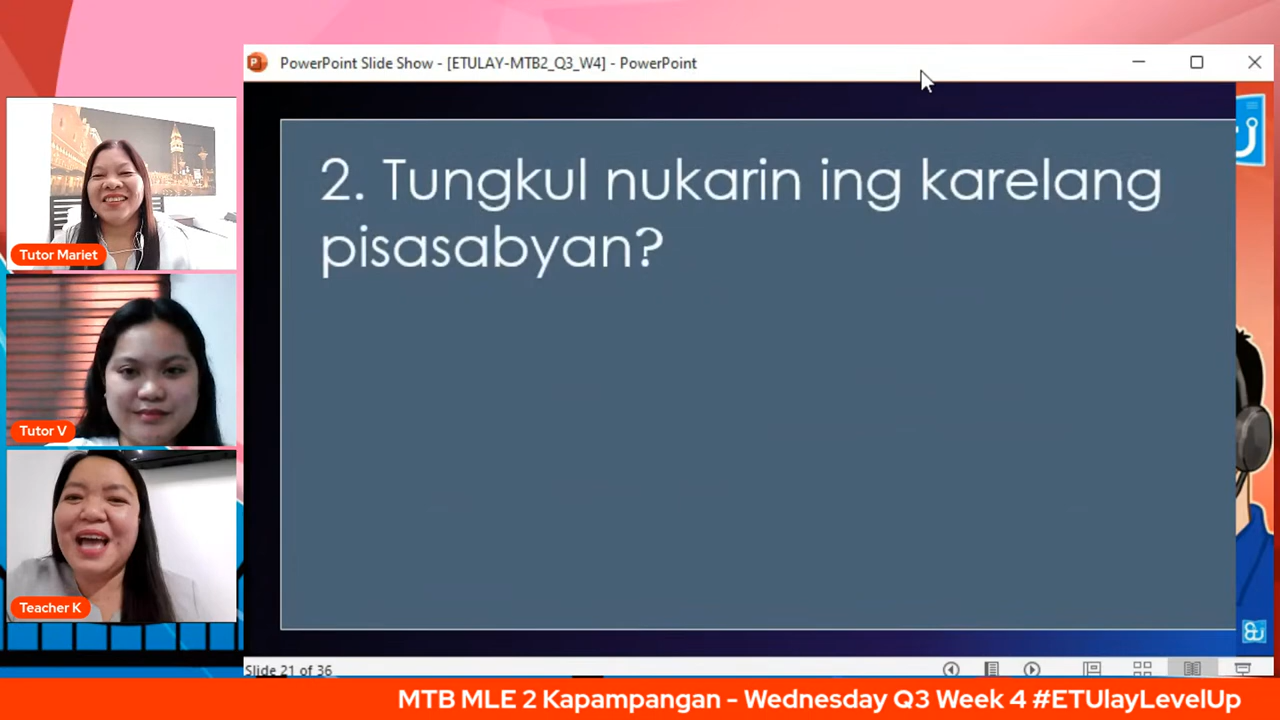 PowerPoint Slide Show - [ETULAY-MTB2_Q3_W4] - PowerPoint
2. Tungkul nukarin ing karelang
pisasabyan?
Tutor Mariet
Tutor V
Teacher K
Slide 21 of 36
MTB MLE 2 Kapampangan - Wednesday Q3 Week 4 #ETUlayLevelUp